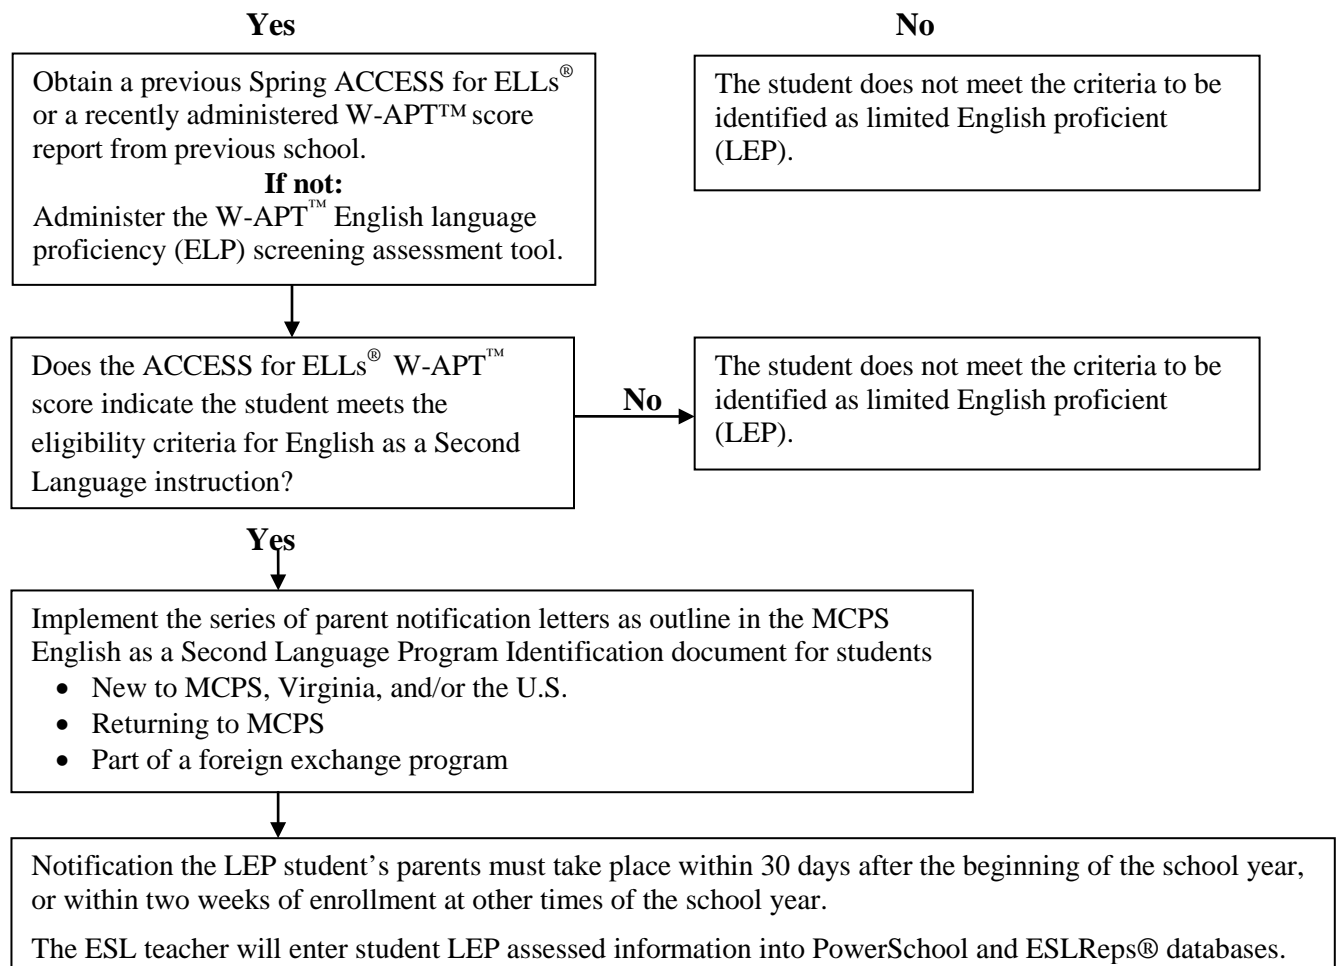 Yes
No
Obtain a previous Spring ACCESS for ELLs®
or a recently administered W-APT™ score
report from previous school.
If not:
Administer the W-APT™ English language
proficiency (ELP) screening assessment tool.
The student does not meet the criteria to be
identified as limited English proficient
(LEP).
Does the ACCESS for ELLs® W-APT™
score indicate the student meets the
eligibility criteria for English as a Second
Language instruction?
No
The student does not meet the criteria to be
identified as limited English proficient
(LEP).
Yes
Implement the series of parent notification letters as outline in the MCPS
English as a Second Language Program Identification document for students
• New to MCPS, Virginia, and/or the U.S.
• Returning to MCPS
• Part of a foreign exchange program
Notification the LEP student’s parents must take place within 30 days after the beginning of the school year,
or within two weeks of enrollment at other times of the school year.
The ESL teacher will enter student LEP assessed information into PowerSchool and ESLReps® databases.